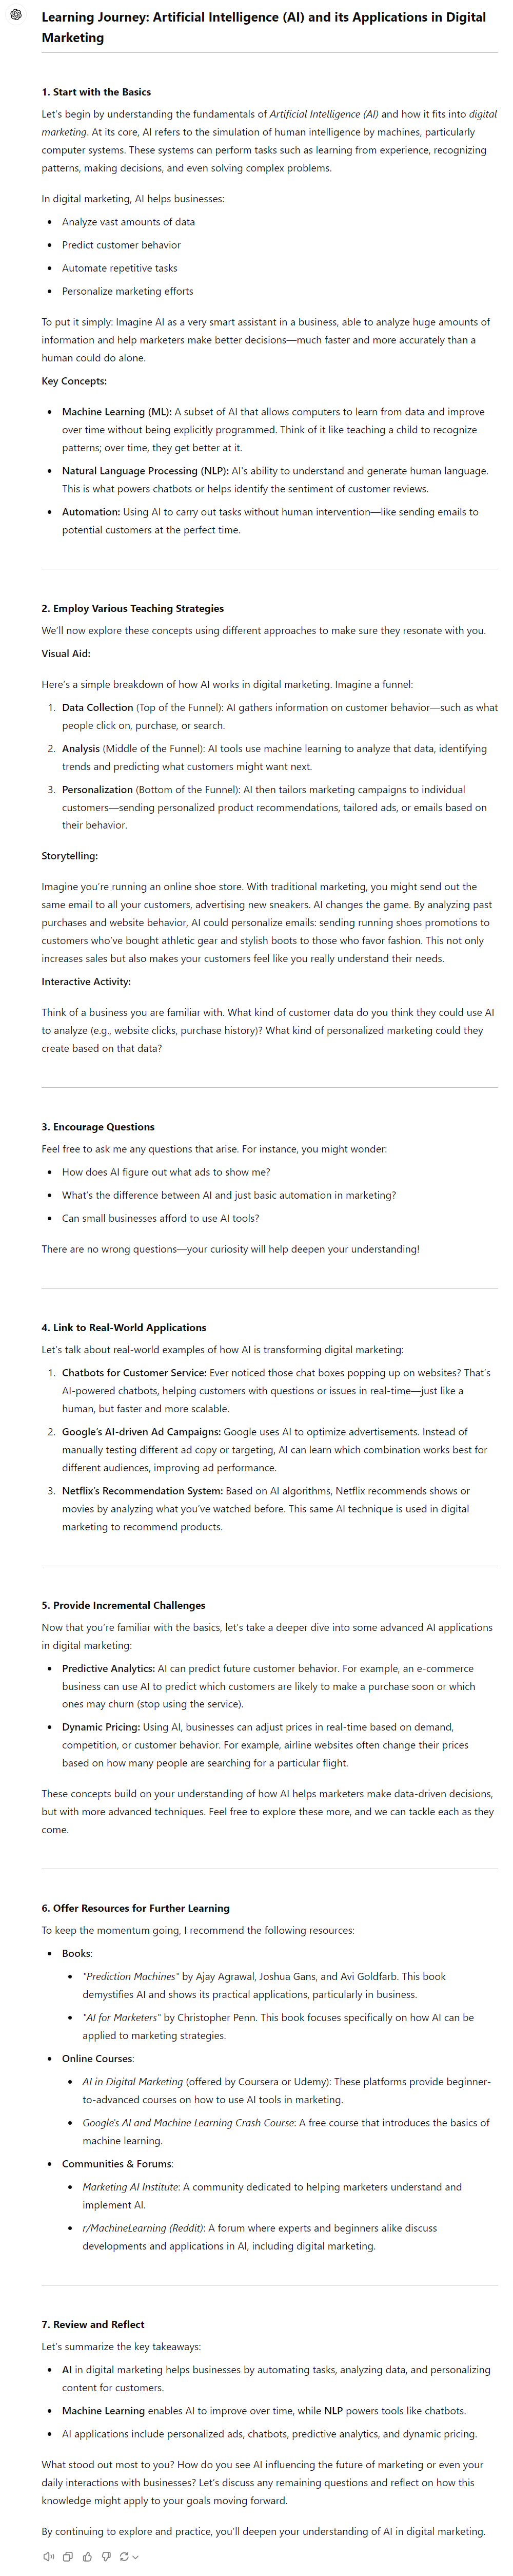 Learning Journey: Artificial Intelligence (AI) and its Applications in Digital
Marketing
1. Start with the Basics
Let's begin by understanding the fundamentals of Artificial Intelligence (AI) and how it fits into digital
marketing. At its core, AI refers to the simulation of human intelligence by machines, particularly
computer systems. These systems can perform tasks such as learning from experience, recognizing
patterns, making decisions, and even solving complex problems.
In digital marketing, AI helps businesses:
• Analyze vast amounts of data
• Predict customer behavior
• Automate repetitive tasks
• Personalize marketing efforts
To put it simply: Imagine AI as a very smart assistant in a business, able to analyze huge amounts of
information and help marketers make better decisions—much faster and more accurately than a
human could do alone.
Key Concepts:
• Machine Learning (ML): A subset of AI that allows computers to learn from data and improve
over time without being explicitly programmed. Think of it like teaching a child to recognize
patterns; over time, they get better at it.
• Natural Language Processing (NLP): AI's ability to understand and generate human language.
This is what powers chatbots or helps identify the sentiment of customer reviews.
• Automation: Using AI to carry out tasks without human intervention—like sending emails to
potential customers at the perfect time.
2. Employ Various Teaching Strategies
We'll now explore these concepts using different approaches to make sure they resonate with you.
Visual Aid:
Here's a simple breakdown of how AI works in digital marketing. Imagine a funnel:
1. Data Collection (Top of the Funnel): AI gathers information on customer behavior—such as what
people click on, purchase, or search.
2. Analysis (Middle of the Funnel): AI tools use machine learning to analyze that data, identifying
trends and predicting what customers might want next.
3. Personalization (Bottom of the Funnel): AI then tailors marketing campaigns to individual
customers—sending personalized product recommendations, tailored ads, or emails based on
their behavior.
Storytelling:
Imagine you're running an online shoe store. With traditional marketing, you might send out the
same email to all your customers, advertising new sneakers. AI changes the game. By analyzing past
purchases and website behavior, AI could personalize emails: sending running shoes promotions to
customers who've bought athletic gear and stylish boots to those who favor fashion. This not only
increases sales but also makes your customers feel like you really understand their needs.
Interactive Activity:
Think of a business you are familiar with. What kind of customer data do you think they could use AI
to analyze (e.g., website clicks, purchase history)? What kind of personalized marketing could they
create based on that data?
3. Encourage Questions
Feel free to ask me any questions that arise. For instance, you might wonder:
• How does AI figure out what ads to show me?
• What's the difference between AI and just basic automation in marketing?
• Can small businesses afford to use AI tools?
There are no wrong questions—your curiosity will help deepen your understanding!
4. Link to Real-World Applications
Let's talk about real-world examples of how AI is transforming digital marketing:
1. Chatbots for Customer Service: Ever noticed those chat boxes popping up on websites? That's
AI-powered chatbots, helping customers with questions or issues in real-time—just like a
human, but faster and more scalable.
2. Google's AI-driven Ad Campaigns: Google uses AI to optimize advertisements. Instead of
manually testing different ad copy or targeting, AI can learn which combination works best for
different audiences, improving ad performance.
3. Netflix's Recommendation System: Based on AI algorithms, Netflix recommends shows or
movies by analyzing what you've watched before. This same AI technique is used in digital
marketing to recommend products.
5. Provide Incremental Challenges
Now that you're familiar with the basics, let's take a deeper dive into some advanced AI applications
in digital marketing:
• Predictive Analytics: AI can predict future customer behavior. For example, an e-commerce
business can use AI to predict which customers are likely to make a purchase soon or which
ones may churn (stop using the service).
• Dynamic Pricing: Using AI, businesses can adjust prices in real-time based on demand,
competition, or customer behavior. For example, airline websites often change their prices
based on how many people are searching for a particular flight.
These concepts build on your understanding of how AI helps marketers make data-driven decisions,
but with more advanced techniques. Feel free to explore these more, and we can tackle each as they
come.
6. Offer Resources for Further Learning
To keep the momentum going, I recommend the following resources:
• Books:
• "Prediction Machines" by Ajay Agrawal, Joshua Gans, and Avi Goldfarb. This book
demystifies AI and shows its practical applications, particularly in business.
• "AI for Marketers" by Christopher Penn. This book focuses specifically on how AI can be
applied to marketing strategies.
• Online Courses:
• AI in Digital Marketing (offered by Coursera or Udemy): These platforms provide beginner-
to-advanced courses on how to use AI tools in marketing.
• Google's AI and Machine Learning Crash Course: A free course that introduces the basics of
machine learning.
• Communities & Forums:
• Marketing AI Institute: A community dedicated to helping marketers understand and
implement AI.
• r/MachineLearning (Reddit): A forum where experts and beginners alike discuss
developments and applications in AI, including digital marketing.
7. Review and Reflect
Let's summarize the key takeaways:
• AI in digital marketing helps businesses by automating tasks, analyzing data, and personalizing
content for customers.
• Machine Learning enables AI to improve over time, while NLP powers tools like chatbots.
• AI applications include personalized ads, chatbots, predictive analytics, and dynamic pricing.
What stood out most to you? How do you see AI influencing the future of marketing or even your
daily interactions with businesses? Let's discuss any remaining questions and reflect on how this
knowledge might apply to your goals moving forward.
By continuing to explore and practice, you'll deepen your understanding of AI in digital marketing.